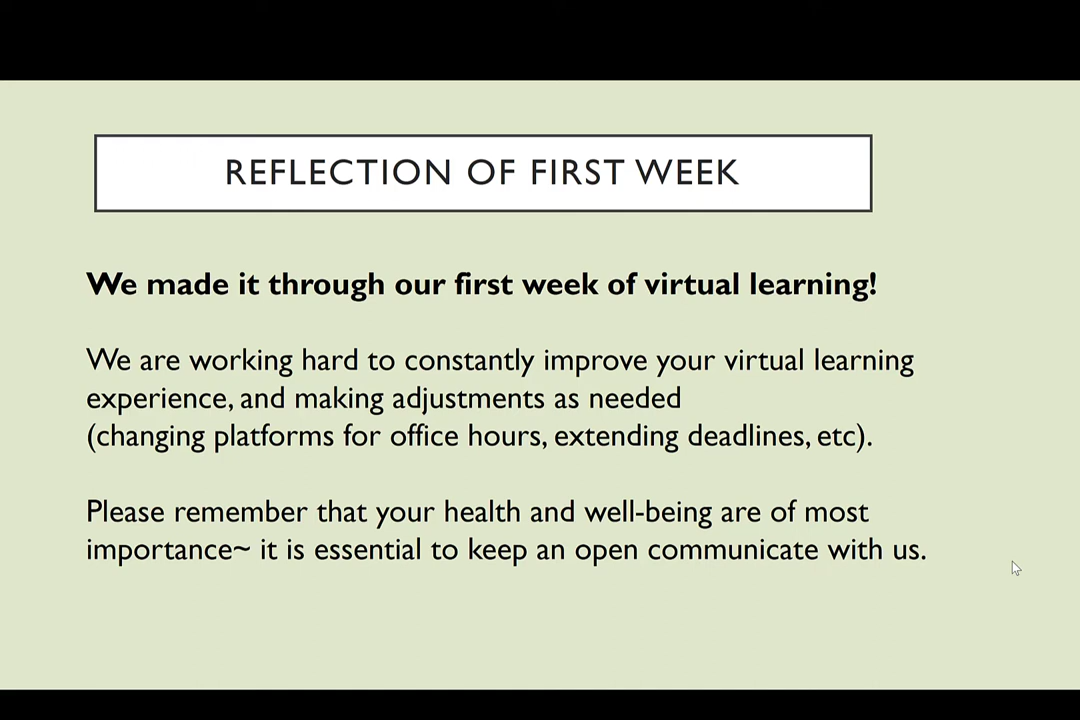 REFLECTION OF FIRST WEEK
We made it through our first week of virtual learning!
We are working hard to constantly improve your virtual learning
experience, and making adjustments as needed
(changing platforms for office hours, extending deadlines, etc).
Please remember that your health and well-being are of most
importance~ it is essential to keep an open communicate with us.